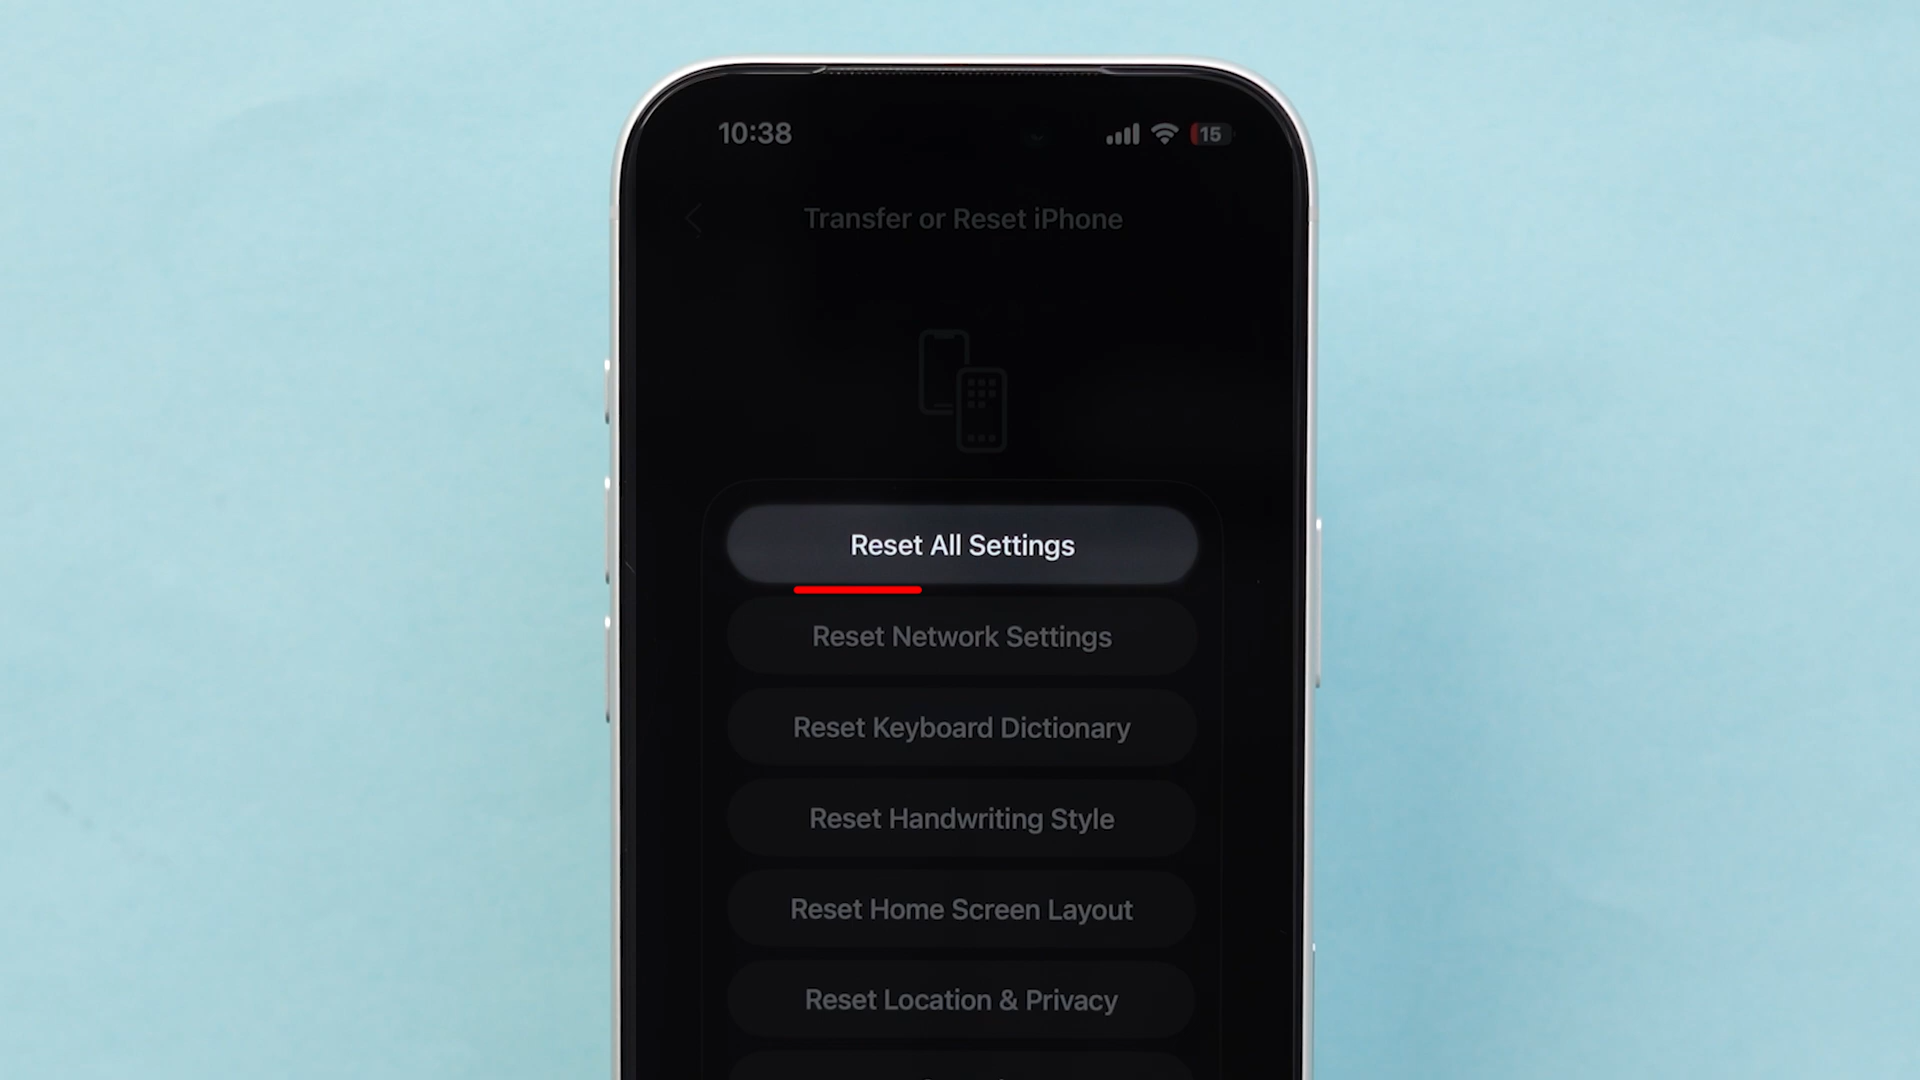 10:38
15
Transfer or Reset iPhone
Reset All Settings
Reset Network Settings
Reset Keyboard Dictionary
Reset Handwriting Style
Reset Home Screen Layout
Reset Location & Privacy